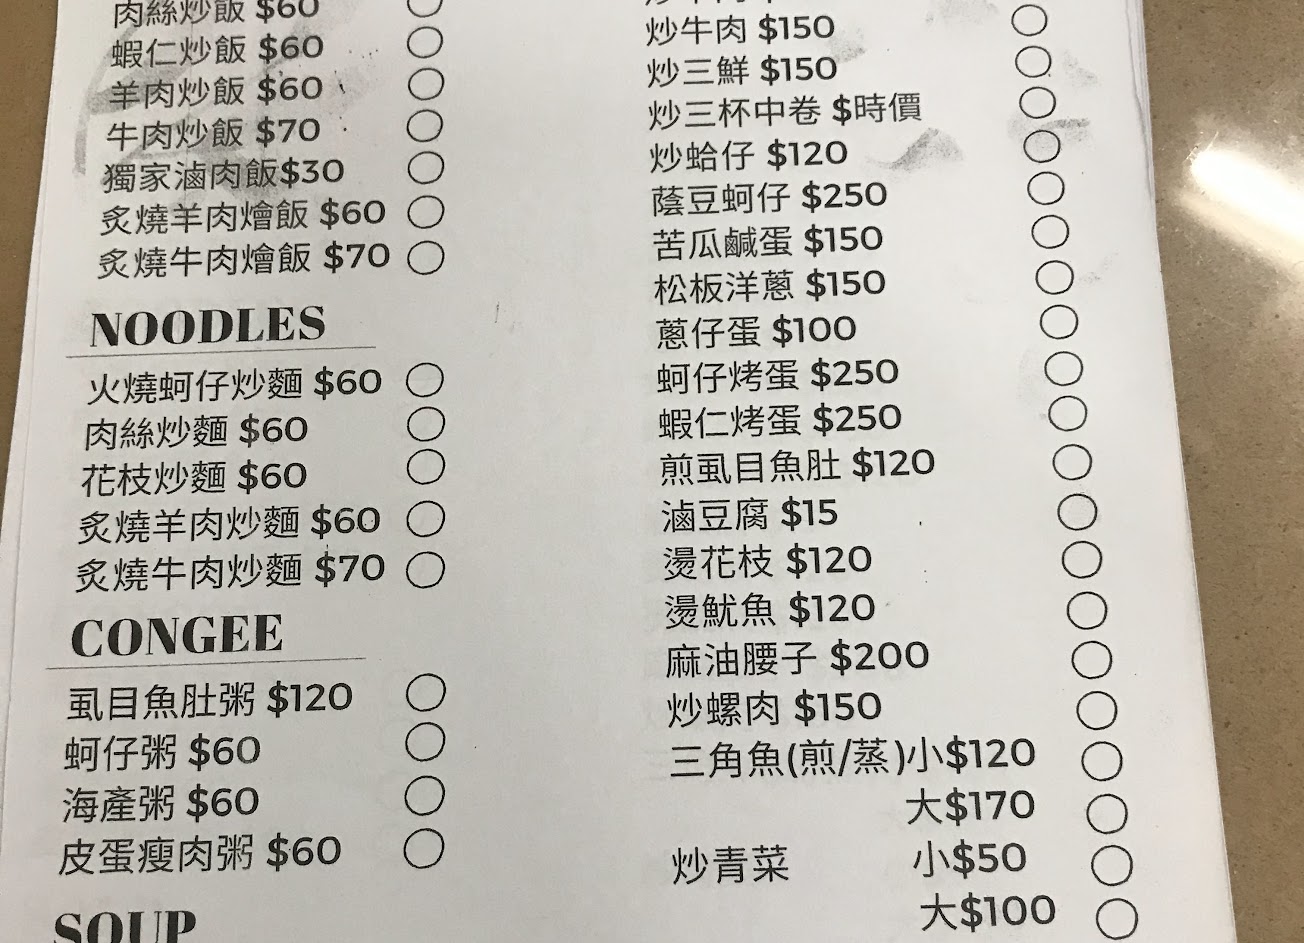 肉絲炒飯 $60
蝦仁炒飯 $60
羊肉炒飯 $60
牛肉炒飯 $70
獨家滷肉飯$30
炙燒羊肉燴飯 $60
炙燒牛肉燴飯 $70
NOODLES
火燒蚵仔炒麵 $60
肉絲炒麵 $60
花枝炒麵 $60
炙燒羊肉炒麵 $60
炙燒牛肉炒麵 $70
CONGEE
虱目魚肚粥 $120
蚵仔粥 $60
海產粥 $60
皮蛋瘦肉粥 $60
SOUP
炒牛肉 $150
炒三鮮 $150
炒三杯中卷 $時價
炒蛤仔 $120
蔭豆蚵仔 $250
苦瓜鹹蛋 $150
松板洋蔥 $150
蔥仔蛋 $100
蚵仔烤蛋 $250
蝦仁烤蛋 $250
煎虱目魚肚 $120
滷豆腐 $15
燙花枝 $120
燙魷魚 $120
麻油腰子 $200
炒螺肉 $150
三角魚(煎/蒸)小$120
大$170
炒青菜 小$50
大$100